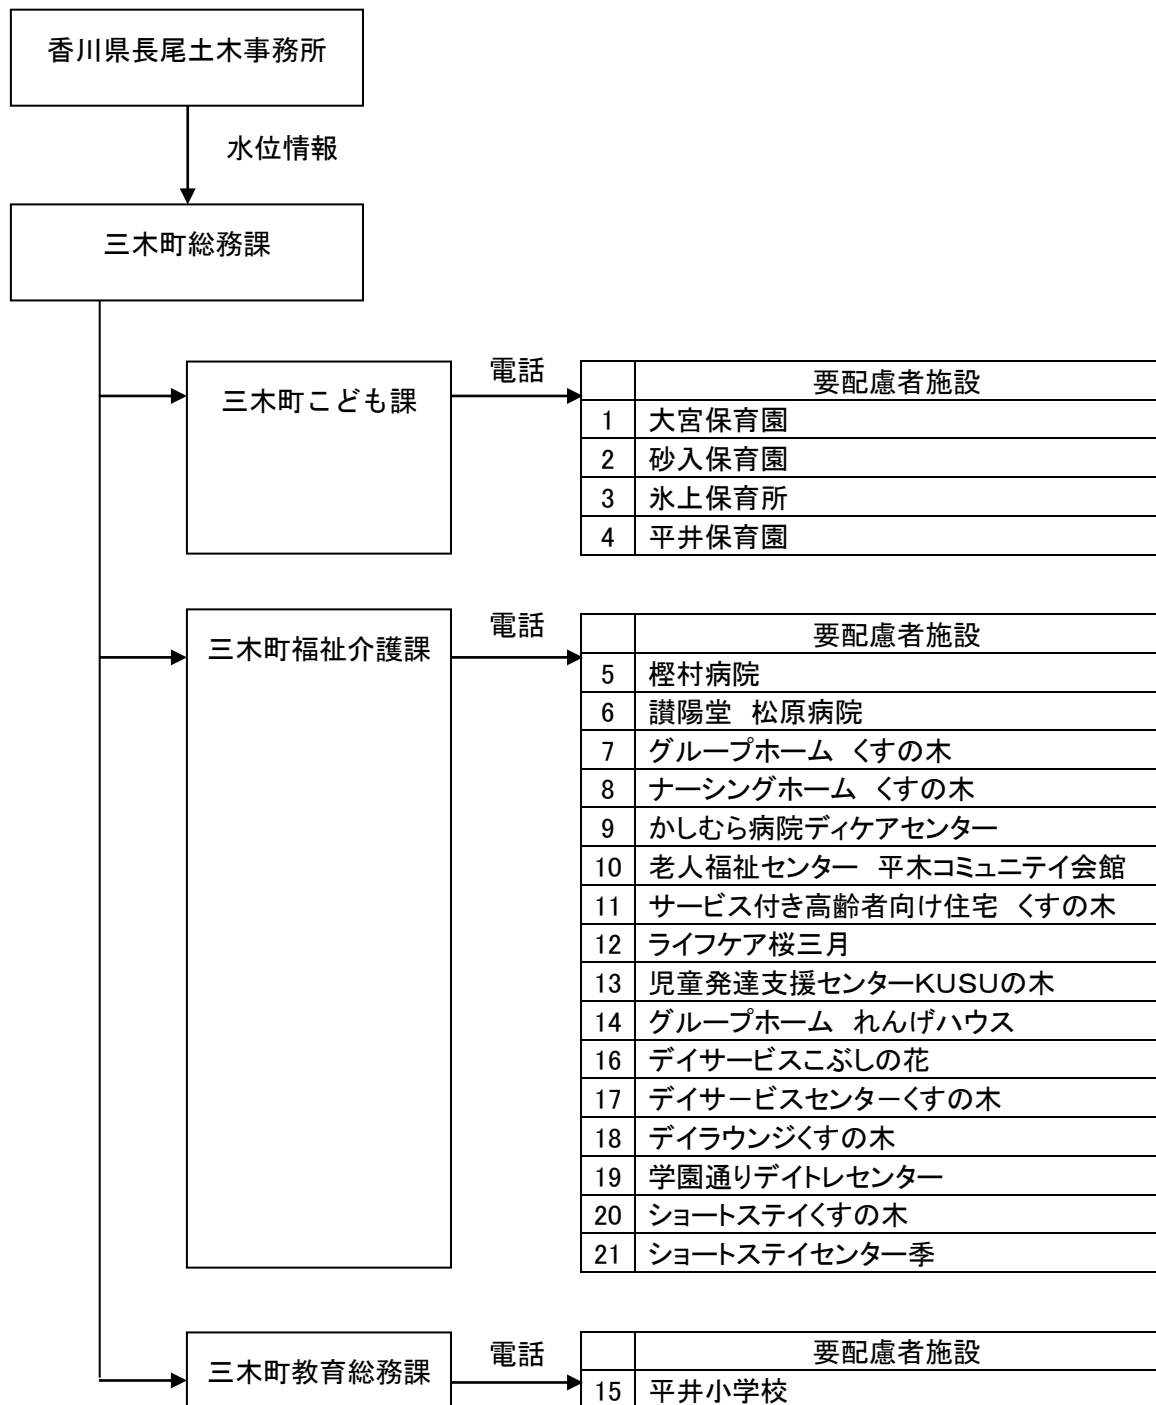 香川県長尾土木事務所
水位情報
三木町総務課
三木町こども課
電話
要配慮者施設
1 大宮保育園
2 砂入保育園
3 氷上保育所
4 平井保育園
三木町福祉介護課
電話
要配慮者施設
5 樫村病院
6 讃陽堂　松原病院
7 グループホーム　くすの木
8 ナーシングホーム　くすの木
9 かしむら病院ディケアセンター
10 老人福祉センター　平木コミュニテイ会館
11 サービス付き高齢者向け住宅　くすの木
12 ライフケア桜三月
13 児童発達支援センターKUSUの木
14 グループホーム　れんげハウス
16 デイサービスこぶしの花
17 デイサービスセンターくすの木
18 デイラウンジくすの木
19 学園通りデイトレセンター
20 ショートステイくすの木
21 ショートステイセンター季
三木町教育総務課
電話
要配慮者施設
15 平井小学校